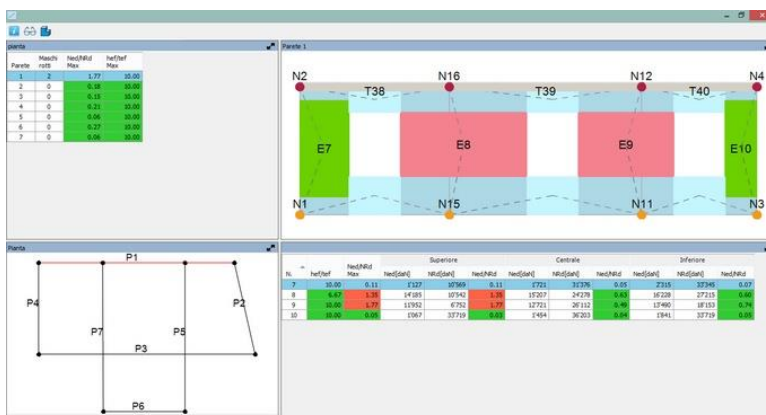 pianta
Parete 1
Parete Maschi rotti Ned/NRd Max hef/tef Max
1 2 1.77 10.00
2 0 0.18 10.00
3 0 0.15 10.00
4 0 0.21 10.00
5 0 0.06 10.00
6 0 0.27 10.00
7 0 0.06 10.00
N2 N16 N12 N4
T38 T39 T40
E7 E8 E9 E10
N1 N15 N11 N3
Pianta
P1
P4 P2
P7 P5
P3
P6
Superiore Centrale Inferiore
N. hef/tef Ned/NRd Max Ned[daN] NRd[daN] Ned/NRd Ned[daN] NRd[daN] Ned/NRd Ned[daN] NRd[daN] Ned/NRd
7 10.00 0.11 1'127 10'569 0.11 1'721 31'376 0.05 2'315 33'345 0.07
8 6.67 1.35 14'185 10'542 1.35 15'207 24'278 0.63 16'228 27'215 0.60
9 10.00 1.77 11'952 6'752 1.77 12'721 26'112 0.49 13'490 18'153 0.74
10 10.00 0.05 1'067 33'719 0.03 1'454 36'203 0.04 1'841 33'719 0.05